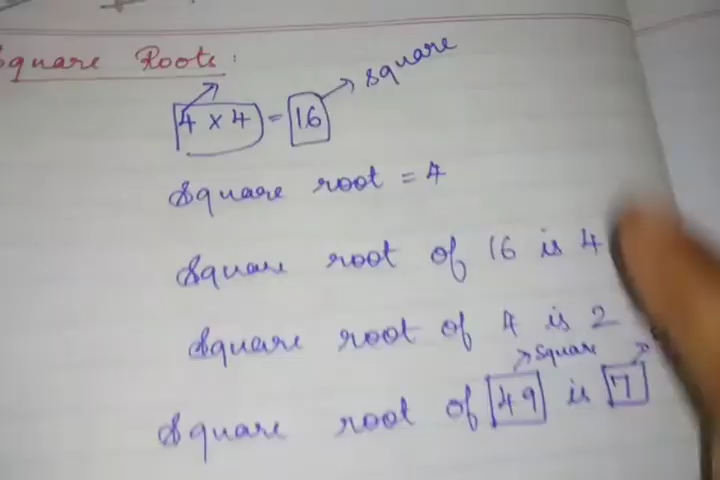 Square Roots:
4 × 4 = 16 square
Square root = 4
Square root of 16 is 4
Square root of 4 is 2
square
Square root of 49 is 7